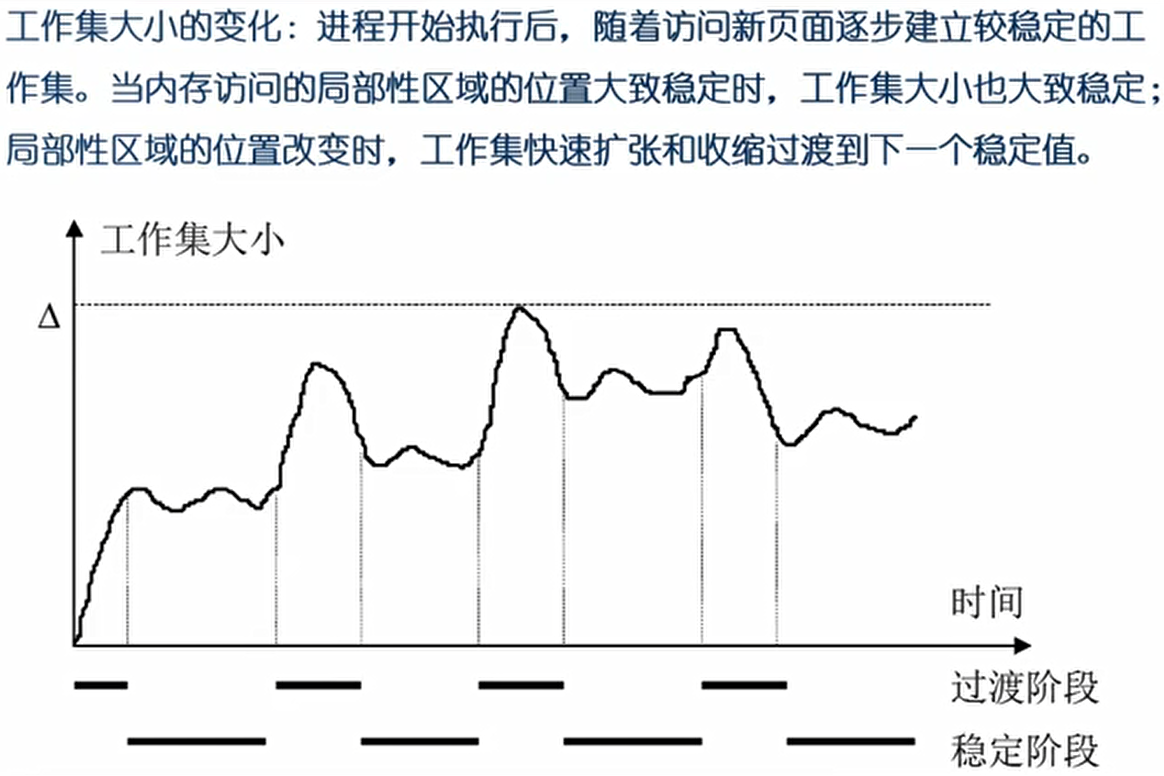 工作集大小的变化：进程开始执行后，随着访问新页面逐步建立较稳定的工
作集。当内存访问的局部性区域的位置大致稳定时，工作集大小也大致稳定；
局部性区域的位置改变时，工作集快速扩张和收缩过渡到下一个稳定值。
工作集大小
Δ
时间
过渡阶段
稳定阶段